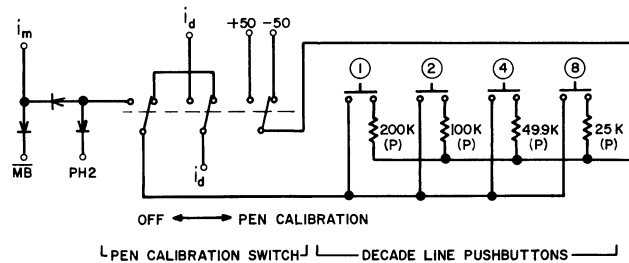 i_m
i_d
+50 -50
1 2 4 8
200K (P)
100K (P)
49.9K (P)
25K (P)
MB
PH2
i_d
OFF ↔ PEN CALIBRATION
PEN CALIBRATION SWITCH
DECADE LINE PUSHBUTTONS